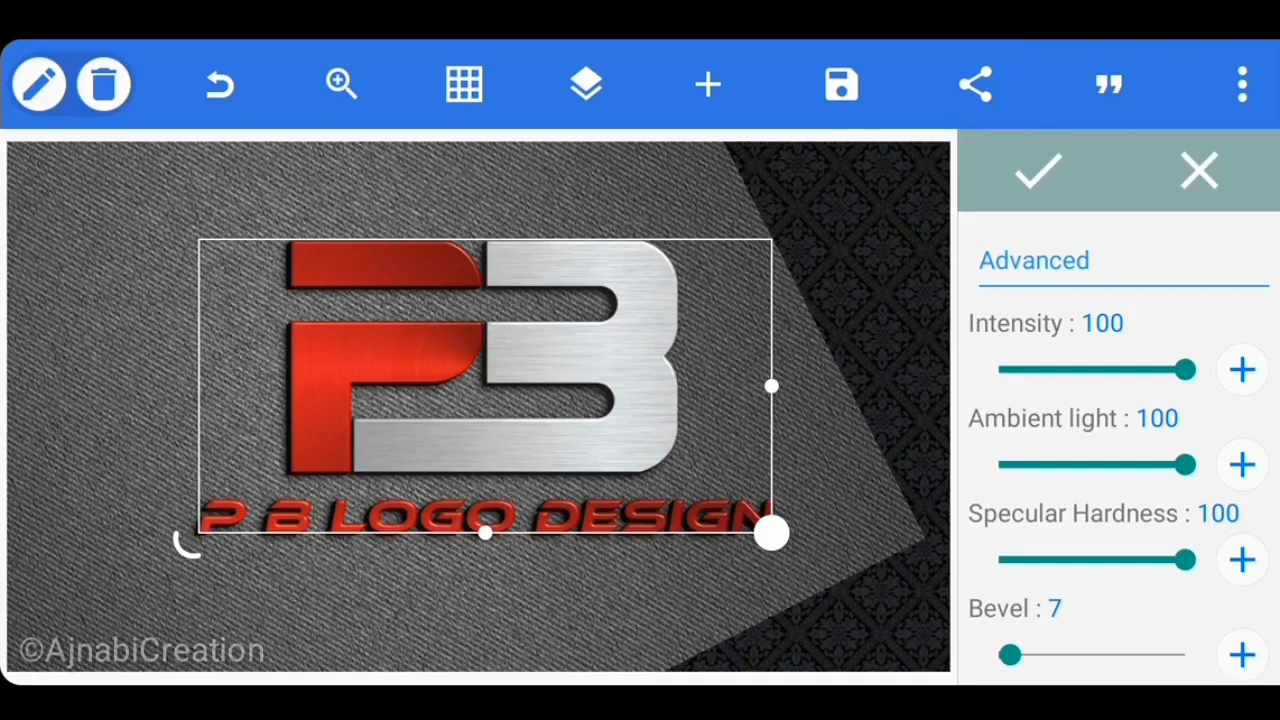 Advanced
Intensity : 100
Ambient light : 100
Specular Hardness : 100
Bevel : 7
PB
P B LOGO DESIGN
©AjnabiCreation